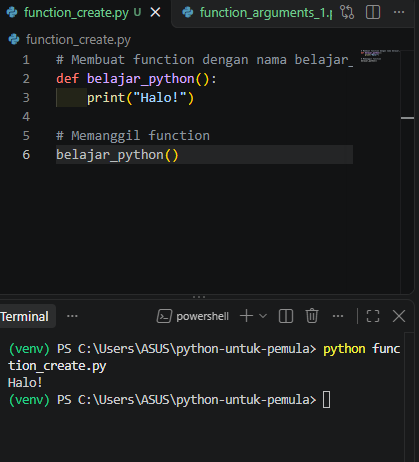 function_create.py U
function_arguments_1.p
function_create.py
1 # Membuat function dengan nama belajar_
2 def belajar_python():
3 print("Halo!")
4
5 # Memanggil function
6 belajar_python()
Terminal
powershell
(venv) PS C:\Users\ASUS\python-untuk-pemula> python func
tion_create.py
Halo!
(venv) PS C:\Users\ASUS\python-untuk-pemula>